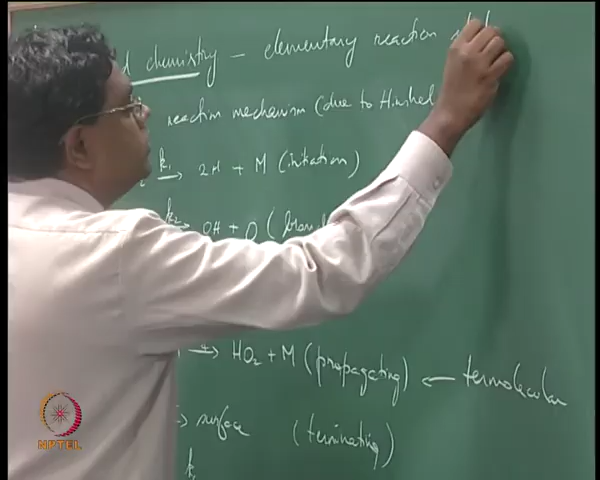 chemistry – elementary reaction
reaction mechanism (due to Hinshel
k₁ → 2H + M (initiation)
k₂ → OH + O (bran
→ HO₂ + M (propagating) ← termolecular
→ surface (terminating)
NPTEL